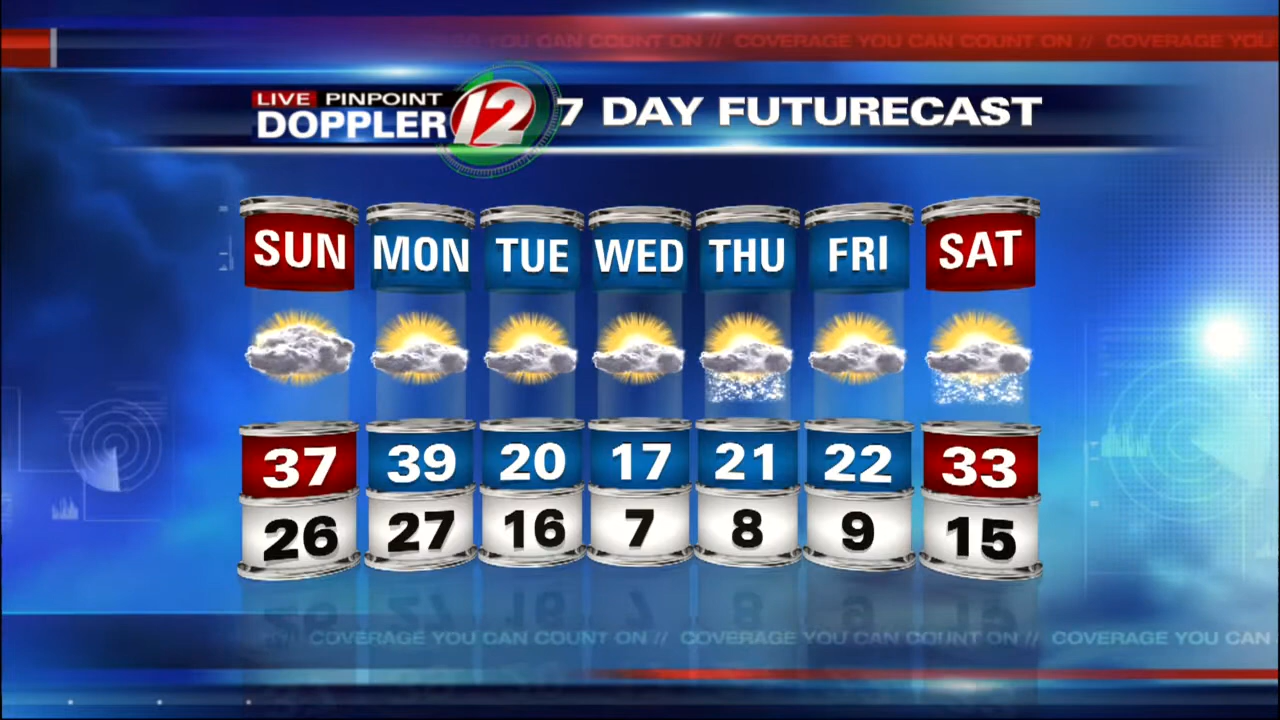 YOU CAN COUNT ON // COVERAGE YOU CAN COUNT ON // COVERAGE YOU
LIVE PINPOINT
DOPPLER 12 7 DAY FUTURECAST
SUN MON TUE WED THU FRI SAT
37 39 20 17 21 22 33
26 27 16 7 8 9 15
COVERAGE YOU CAN COUNT ON // COVERAGE YOU CAN COUNT ON // COVERAGE YOU CAN